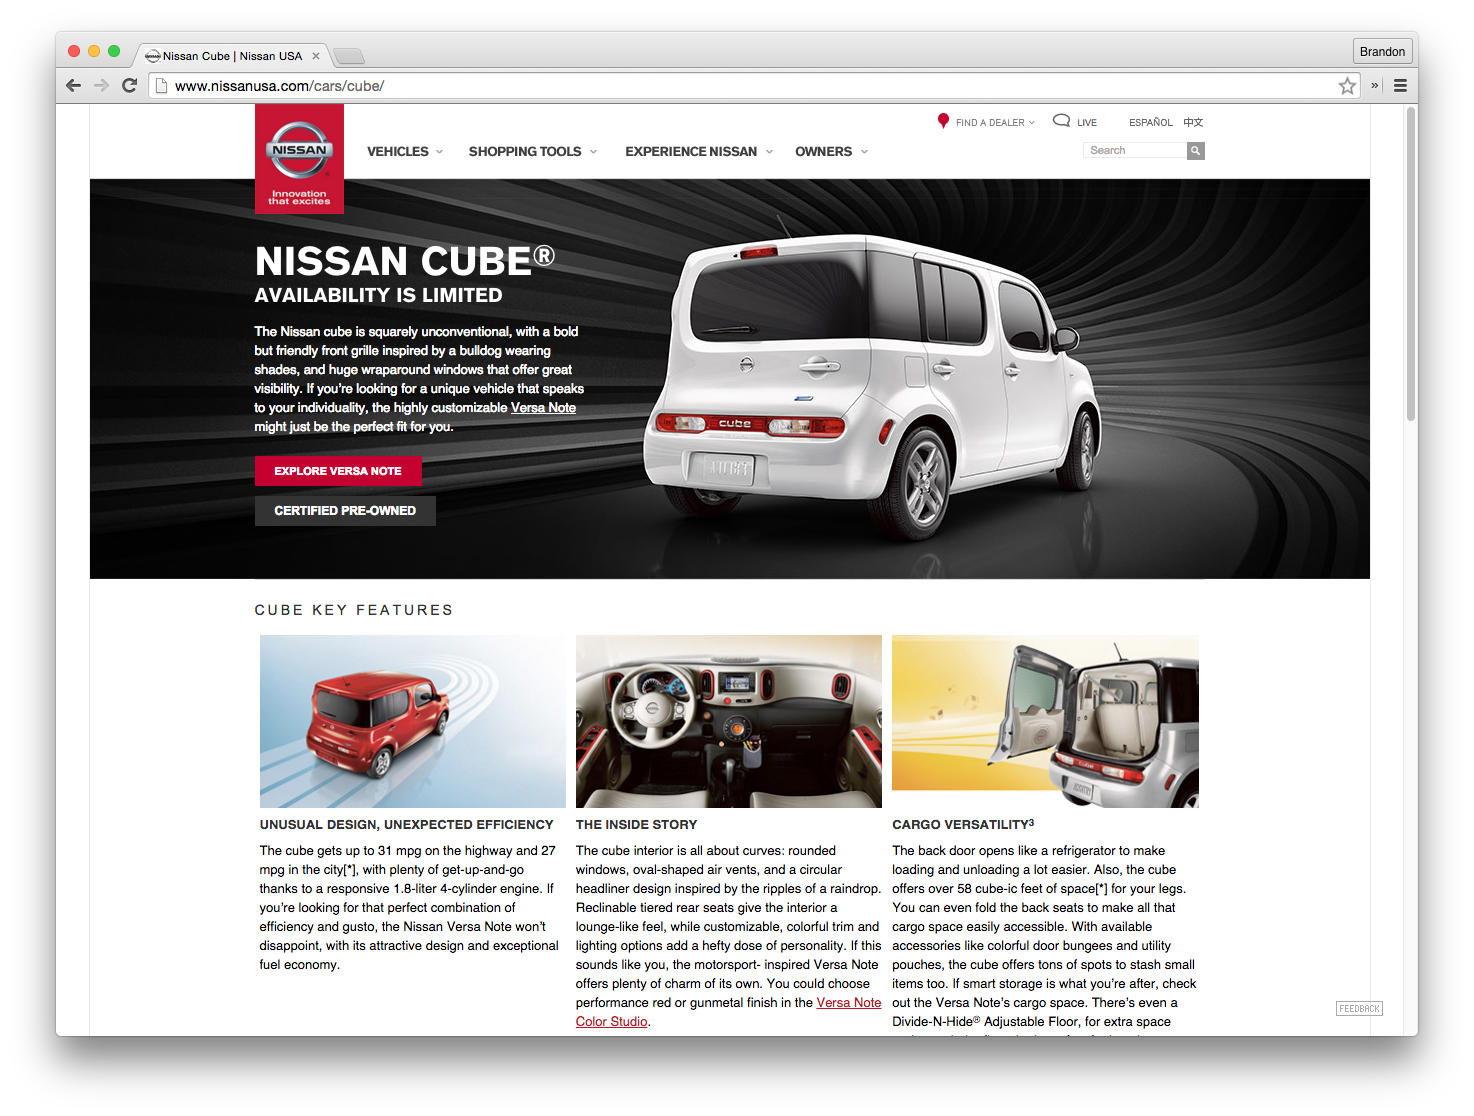 Nissan Cube | Nissan USA
Brandon
www.nissanusa.com/cars/cube/
FIND A DEALER
LIVE
ESPAÑOL
中文
NISSAN
Innovation
that excites
VEHICLES
SHOPPING TOOLS
EXPERIENCE NISSAN
OWNERS
Search
NISSAN CUBE®
AVAILABILITY IS LIMITED
The Nissan cube is squarely unconventional, with a bold
but friendly front grille inspired by a bulldog wearing
shades, and huge wraparound windows that offer great
visibility. If you're looking for a unique vehicle that speaks
to your individuality, the highly customizable Versa Note
might just be the perfect fit for you.
EXPLORE VERSA NOTE
CERTIFIED PRE-OWNED
cube
CUBE KEY FEATURES
cube
UNUSUAL DESIGN, UNEXPECTED EFFICIENCY
The cube gets up to 31 mpg on the highway and 27
mpg in the city[*], with plenty of get-up-and-go
thanks to a responsive 1.8-liter 4-cylinder engine. If
you're looking for that perfect combination of
efficiency and gusto, the Nissan Versa Note won't
disappoint, with its attractive design and exceptional
fuel economy.
THE INSIDE STORY
The cube interior is all about curves: rounded
windows, oval-shaped air vents, and a circular
headliner design inspired by the ripples of a raindrop.
Reclinable tiered rear seats give the interior a
lounge-like feel, while customizable, colorful trim and
lighting options add a hefty dose of personality. If this
sounds like you, the motorsport- inspired Versa Note
offers plenty of charm of its own. You could choose
performance red or gunmetal finish in the Versa Note
Color Studio.
CARGO VERSATILITY3
The back door opens like a refrigerator to make
loading and unloading a lot easier. Also, the cube
offers over 58 cube-ic feet of space[*] for your legs.
You can even fold the back seats to make all that
cargo space easily accessible. With available
accessories like colorful door bungees and utility
pouches, the cube offers tons of spots to stash small
items too. If smart storage is what you're after, check
out the Versa Note's cargo space. There's even a
Divide-N-Hide® Adjustable Floor, for extra space
FEEDBACK